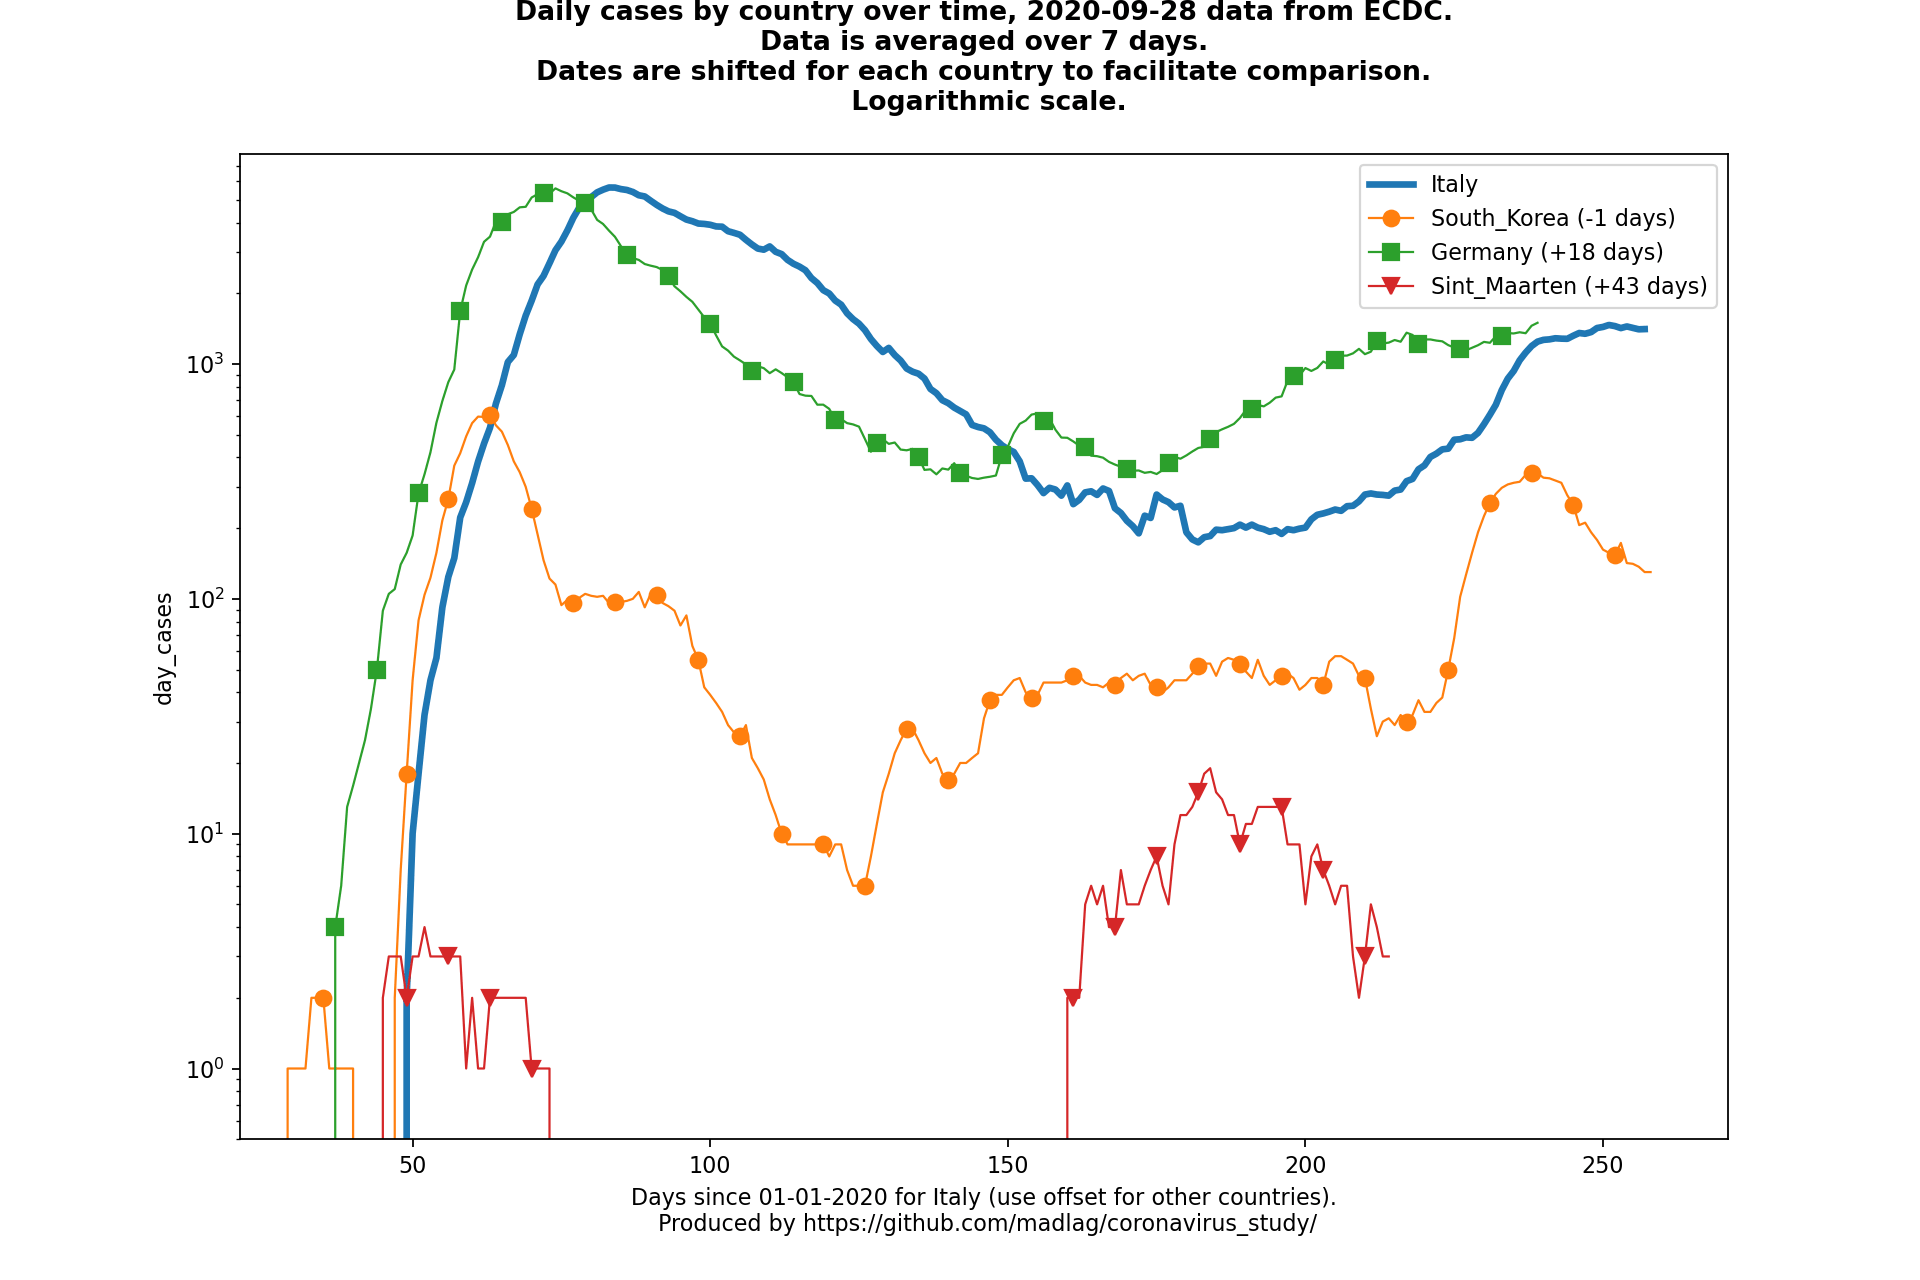 Daily cases by country over time, 2020-09-28 data from ECDC.
Data is averaged over 7 days.
Dates are shifted for each country to facilitate comparison.
Logarithmic scale.
Italy
South_Korea (-1 days)
Germany (+18 days)
Sint_Maarten (+43 days)
day_cases
10³
10²
10¹
10⁰
50
100
150
200
250
Days since 01-01-2020 for Italy (use offset for other countries).
Produced by https://github.com/madlag/coronavirus_study/